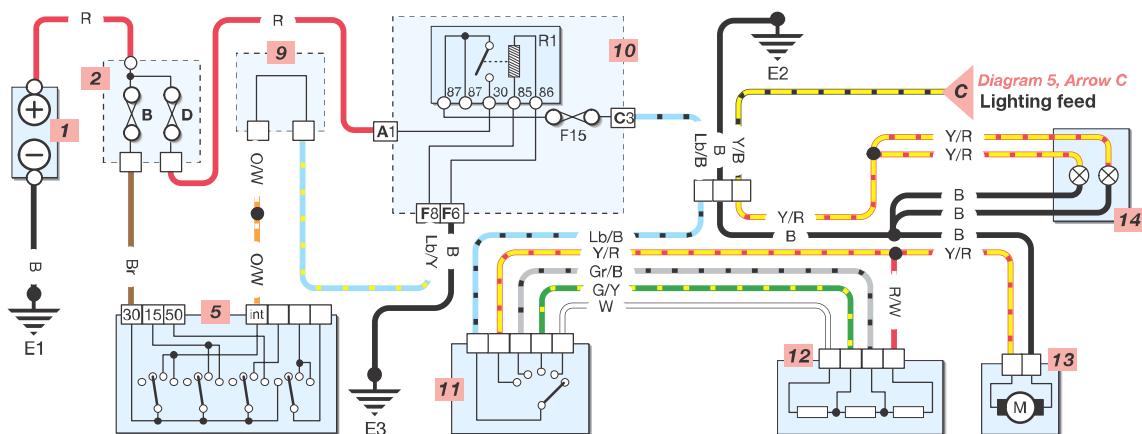 R
R
9
10
R1
E2
C
Diagram 5, Arrow C
Lighting feed
2
B
D
1
87
87
30
85
86
A1
F15
C3
Lb/B
B
Y/B
Y/R
Y/R
O/W
F8
F6
Y/R
B
B
14
B
Br
O/W
Lb/Y
B
Lb/B
Y/R
Gr/B
G/Y
W
B
B
Y/R
R/W
E1
30
15
50
5
int
E3
11
12
13
M